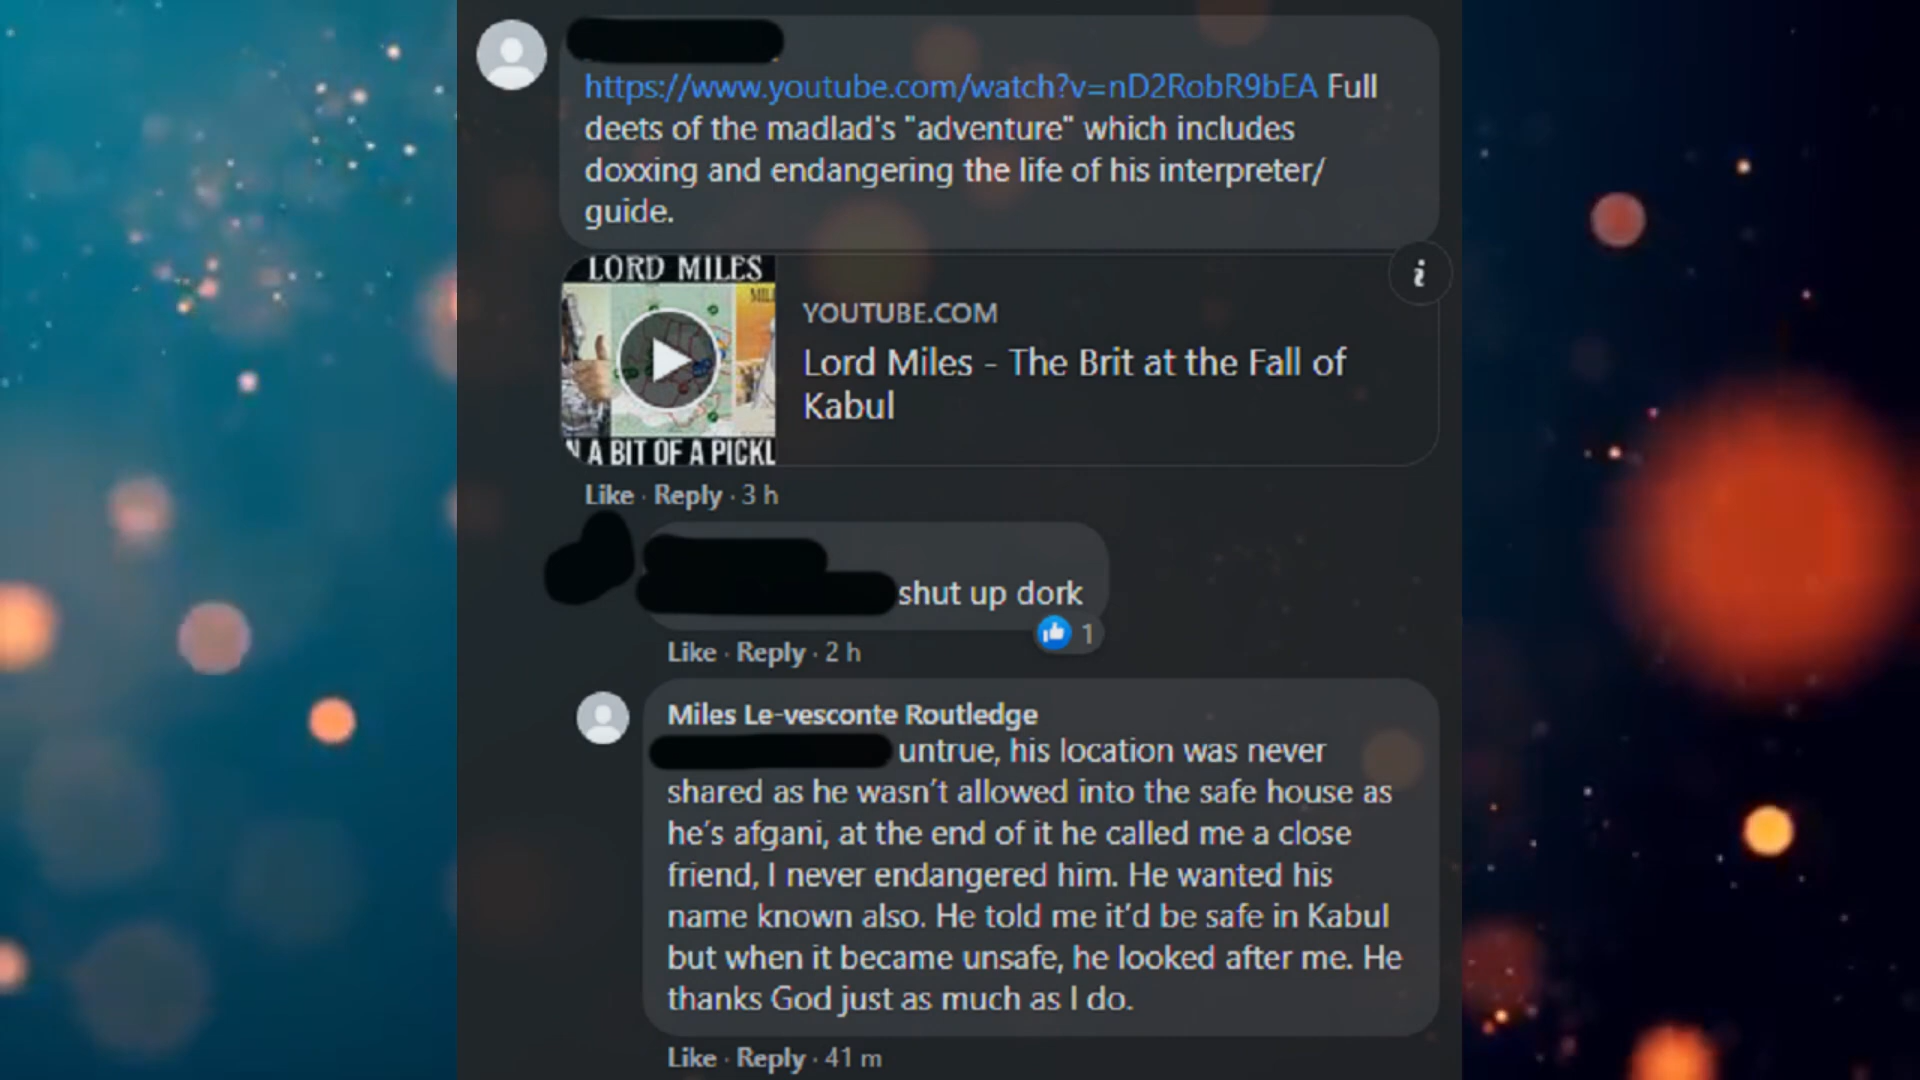 https://www.youtube.com/watch?v=nD2RobR9bEA Full
deets of the madlad's "adventure" which includes
doxxing and endangering the life of his interpreter/
guide.
LORD MILES
MIL
N A BIT OF A PICKL
i
YOUTUBE.COM
Lord Miles - The Brit at the Fall of
Kabul
Like · Reply · 3 h
shut up dork
1
Like · Reply · 2 h
Miles Le-vesconte Routledge
untrue, his location was never
shared as he wasn't allowed into the safe house as
he's afgani, at the end of it he called me a close
friend, I never endangered him. He wanted his
name known also. He told me it'd be safe in Kabul
but when it became unsafe, he looked after me. He
thanks God just as much as I do.
Like · Reply · 41 m